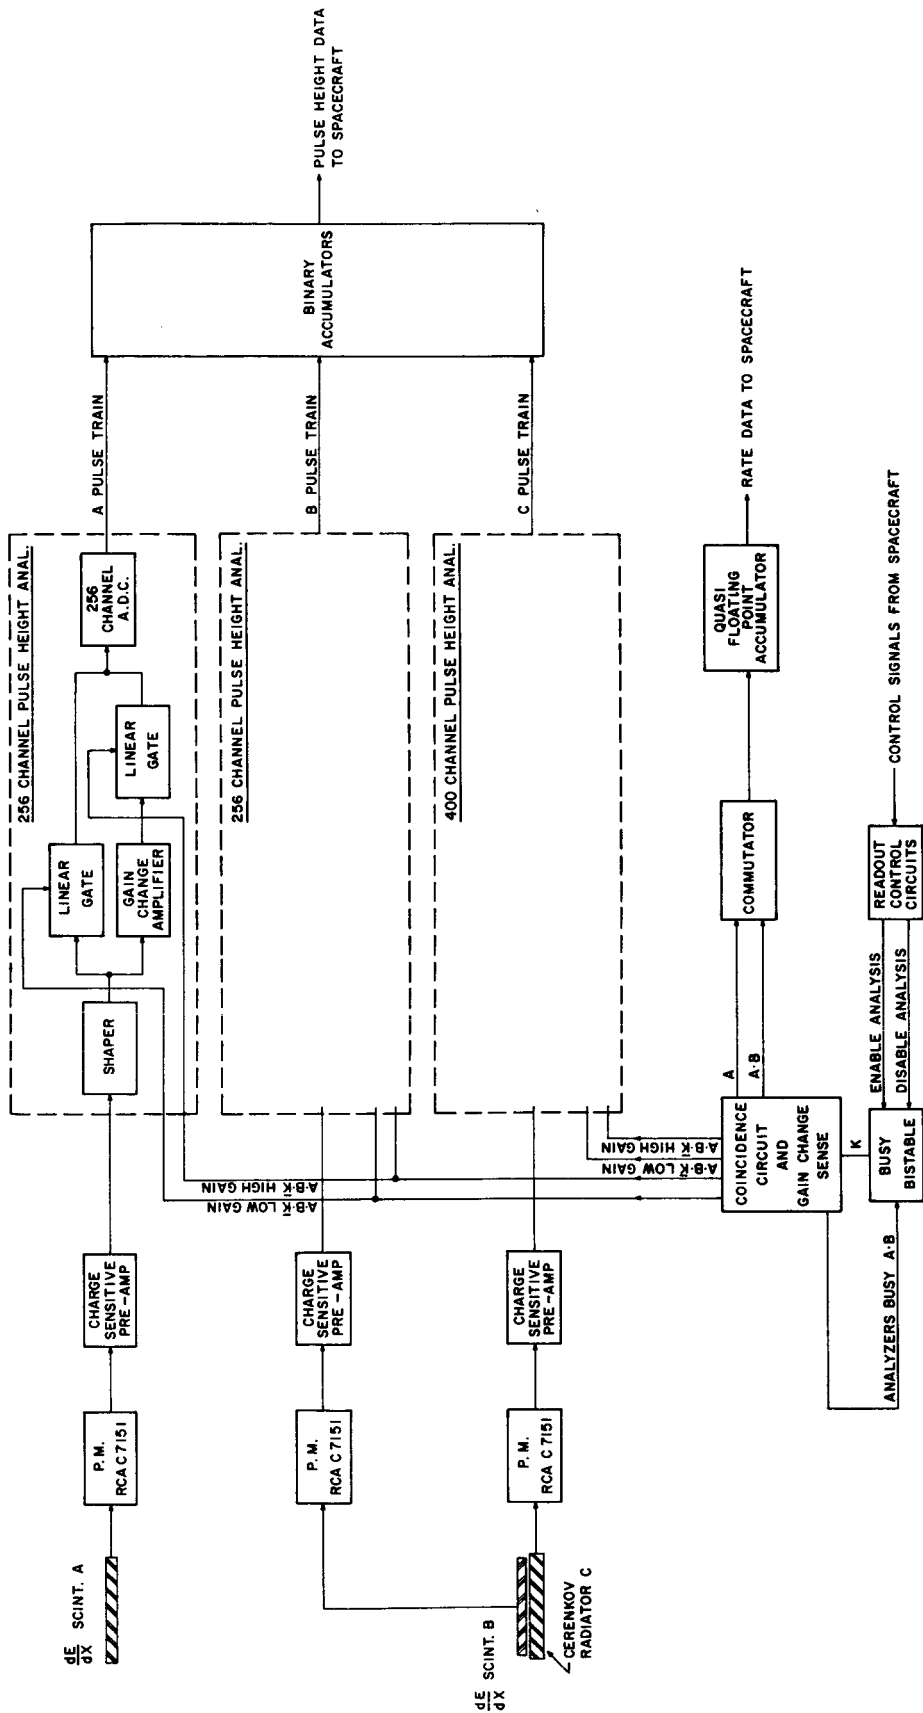 dE
dX
SCINT. A
P.M.
RCA C7151
CHARGE
SENSITIVE
PRE-AMP
256 CHANNEL PULSE HEIGHT ANAL.
SHAPER
LINEAR
GATE
GAIN
CHANGE
AMPLIFIER
LINEAR
GATE
256
CHANNEL
A.D.C.
A PULSE TRAIN
BINARY
ACCUMULATORS
PULSE HEIGHT DATA
TO SPACECRAFT
dE
dX
SCINT. B
P.M.
RCA C7151
CHARGE
SENSITIVE
PRE-AMP
256 CHANNEL PULSE HEIGHT ANAL.
B PULSE TRAIN
CERENKOV
RADIATOR C
P.M.
RCA C7151
CHARGE
SENSITIVE
PRE-AMP
400 CHANNEL PULSE HEIGHT ANAL.
C PULSE TRAIN
A·B·K̅ LOW GAIN
A·B·K̅ HIGH GAIN
A·B·K̅ LOW GAIN
A·B·K̅ HIGH GAIN
COINCIDENCE
CIRCUIT
AND
GAIN CHANGE
SENSE
A
A·B
COMMUTATOR
QUASI
FLOATING
POINT
ACCUMULATOR
RATE DATA TO SPACECRAFT
ANALYZERS BUSY A·B
K
BUSY
BISTABLE
ENABLE ANALYSIS
DISABLE ANALYSIS
READOUT
CONTROL
CIRCUITS
CONTROL SIGNALS FROM SPACECRAFT